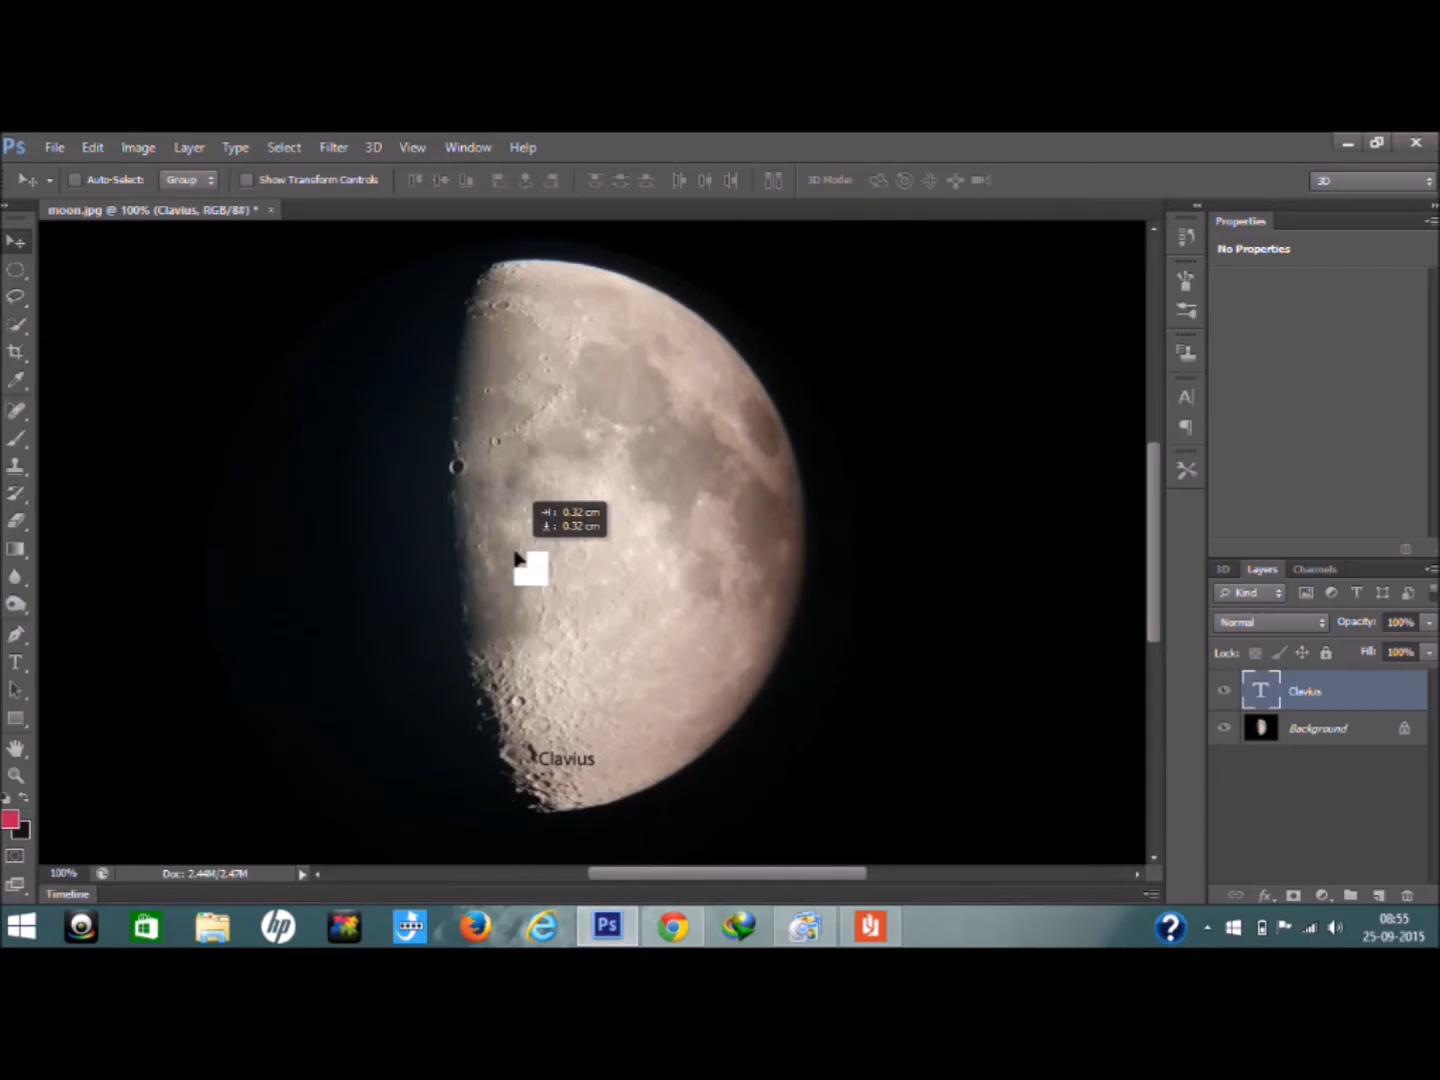 Ps File Edit Image Layer Type Select Filter 3D View Window Help
Auto-Select: Group Show Transform Controls 3D Mode: 3D
moon.jpg @ 100% (Clavius, RGB/8#) * ×
Properties
No Properties
0.32 cm
0.32 cm
Clavius
3D Layers Channels
Kind
Normal Opacity: 100%
Lock: Fill: 100%
Clavius
Background
100% Doc: 2.44M/2.47M
Timeline
hp
Ps
08:55
25-09-2015